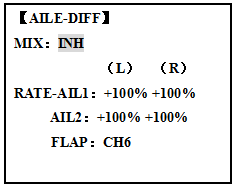 【AILE-DIFF】
MIX：INH
（L） （R）
RATE-AIL1：+100% +100%
AIL2：+100% +100%
FLAP：CH6